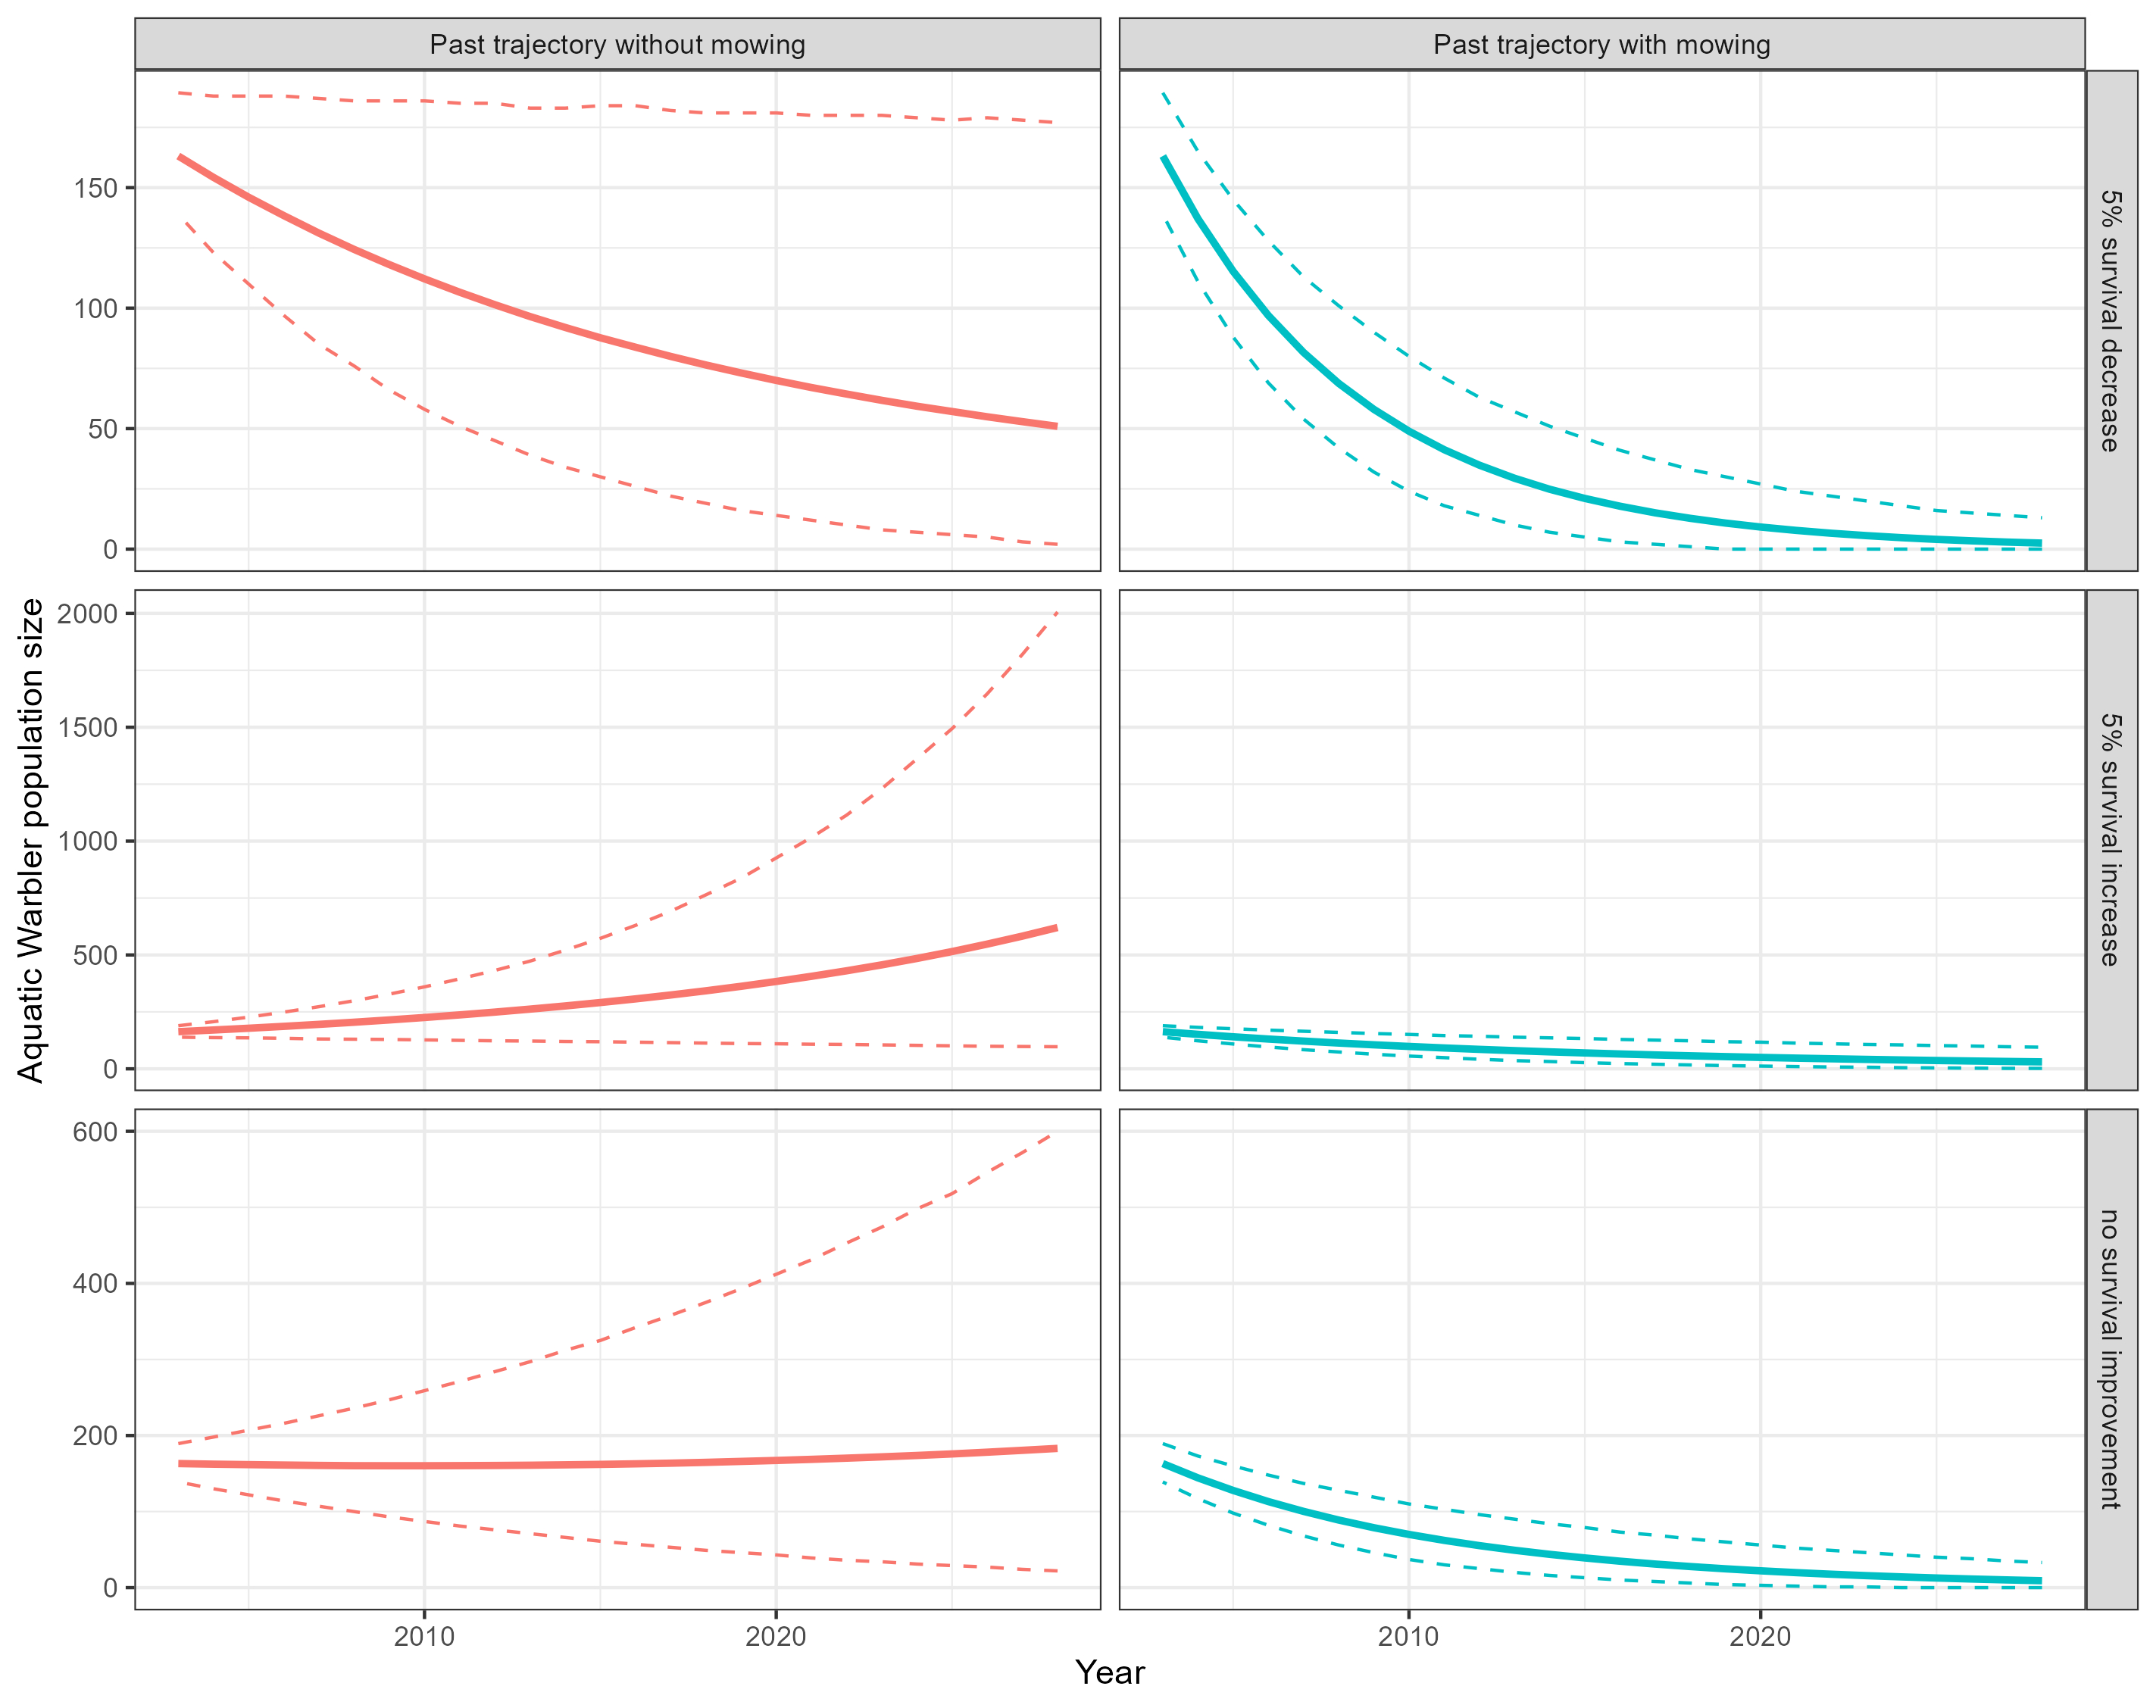 Past trajectory without mowing
Past trajectory with mowing
150
100
50
0
5% survival decrease
Aquatic Warbler population size
2000
1500
1000
500
0
5% survival increase
600
400
200
0
no survival improvement
2010
2020
2010
2020
Year